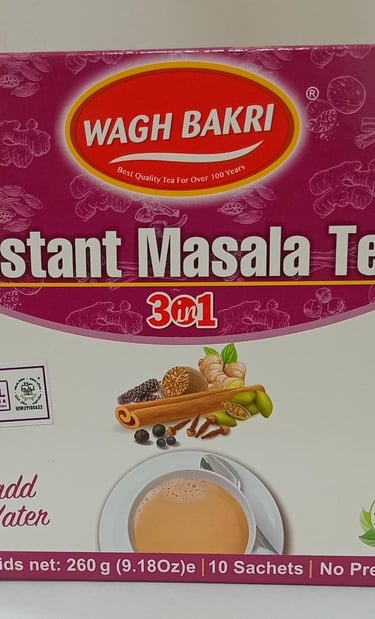 WAGH BAKRI
®
Best Quality Tea For Over 100 Years
stant Masala Te
3in1
add
Water
ids net: 260 g (9.18Oz)e | 10 Sachets | No Pre